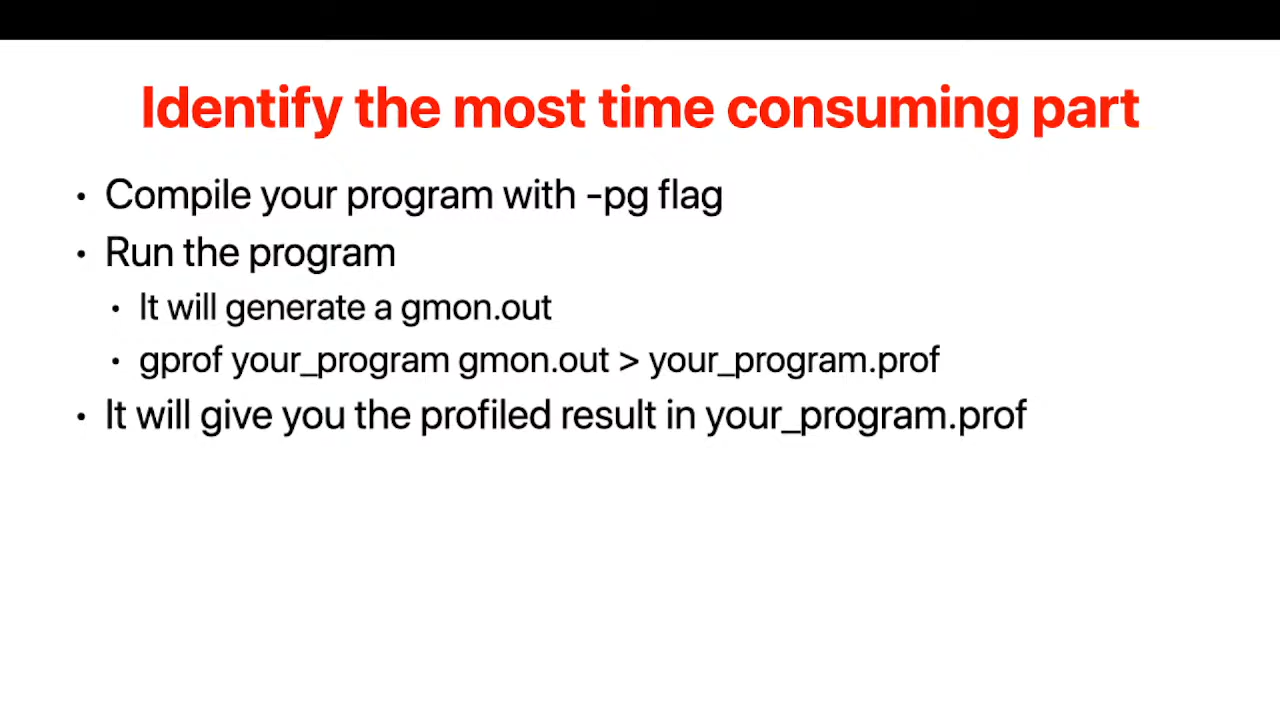 Identify the most time consuming part
• Compile your program with -pg flag
• Run the program
• It will generate a gmon.out
• gprof your_program gmon.out > your_program.prof
• It will give you the profiled result in your_program.prof